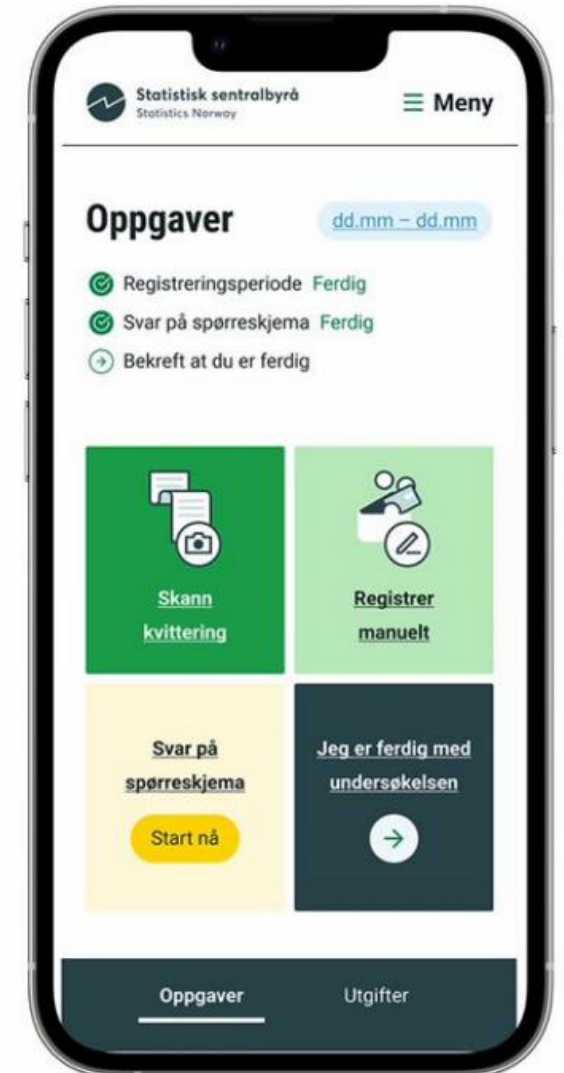 Statistisk sentralbyrå
Statistics Norway
Meny
Oppgaver
dd.mm – dd.mm
Registreringsperiode Ferdig
Svar på spørreskjema Ferdig
Bekreft at du er ferdig
Skann
kvittering
Registrer
manuelt
Svar på
spørreskjema
Start nå
Jeg er ferdig med
undersøkelsen
Oppgaver
Utgifter